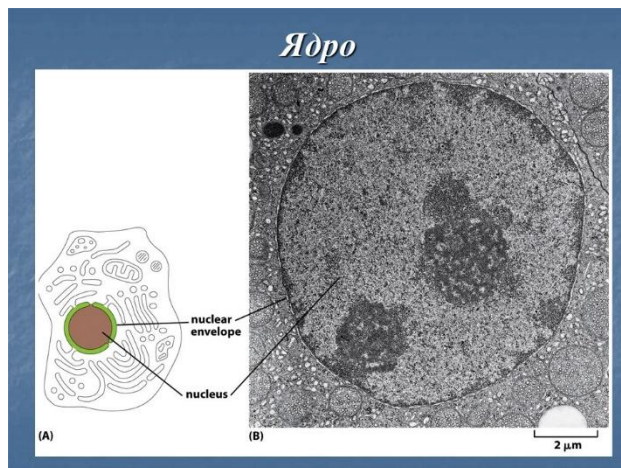 Ядро
nuclear
envelope
nucleus
(A)
(B)
2 μm